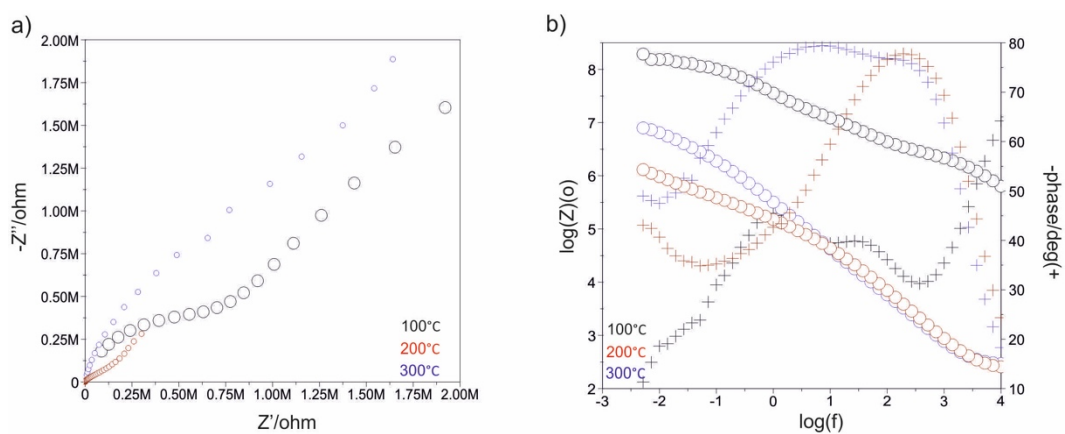 a)
-Z''/ohm
2.00M
1.75M
1.50M
1.25M
1.00M
0.75M
0.50M
0.25M
0
100°C
200°C
300°C
0 0.25M 0.50M 0.75M 1.00M 1.25M 1.50M 1.75M 2.00M
Z'/ohm
b)
log(Z)(o)
8
7
6
5
4
3
2
100°C
200°C
300°C
-3 -2 -1 0 1 2 3 4
log(f)
80
70
60
50
40
30
20
10
-phase/deg(+